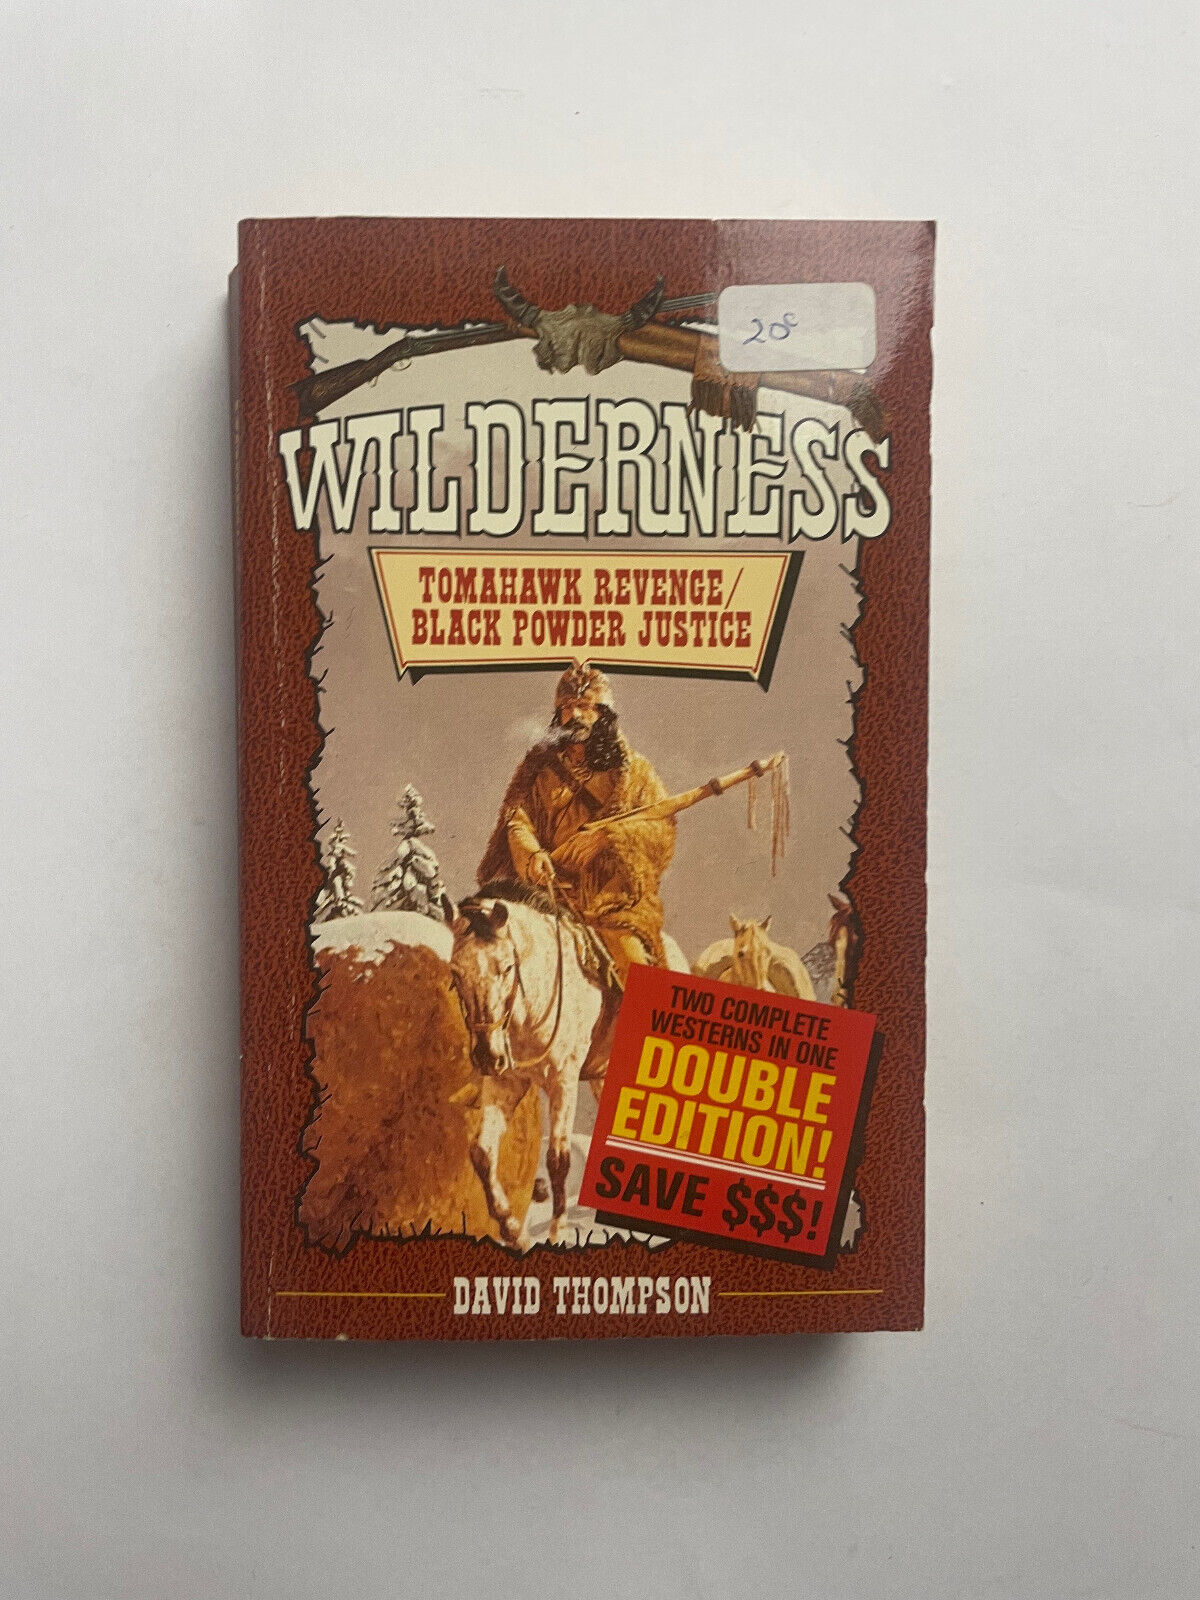 20¢
WILDERNESS
TOMAHAWK REVENGE/
BLACK POWDER JUSTICE
TWO COMPLETE
WESTERNS IN ONE
DOUBLE
EDITION!
SAVE $$$!
DAVID THOMPSON